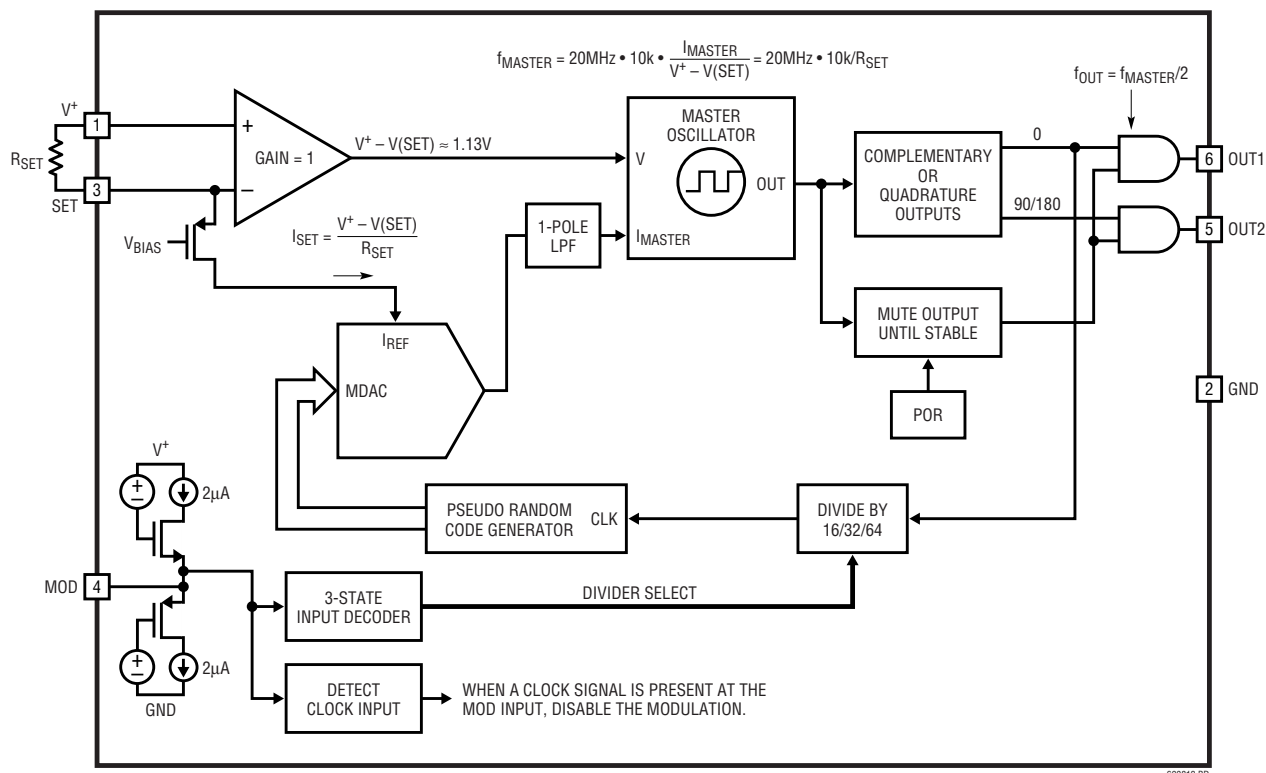 f_MASTER = 20MHz • 10k • I_MASTER / V+ – V(SET) = 20MHz • 10k/R_SET
f_OUT = f_MASTER/2
V+
1
R_SET
3
SET
+
GAIN = 1
–
V+ – V(SET) ≈ 1.13V
V_BIAS
I_SET = V+ – V(SET) / R_SET
1-POLE
LPF
MASTER
OSCILLATOR
V
OUT
I_MASTER
COMPLEMENTARY
OR
QUADRATURE
OUTPUTS
0
90/180
6 OUT1
5 OUT2
MUTE OUTPUT
UNTIL STABLE
POR
2 GND
I_REF
MDAC
PSEUDO RANDOM
CODE GENERATOR
CLK
DIVIDE BY
16/32/64
V+
+
–
2µA
MOD 4
+
–
2µA
GND
3-STATE
INPUT DECODER
DIVIDER SELECT
DETECT
CLOCK INPUT
WHEN A CLOCK SIGNAL IS PRESENT AT THE
MOD INPUT, DISABLE THE MODULATION.